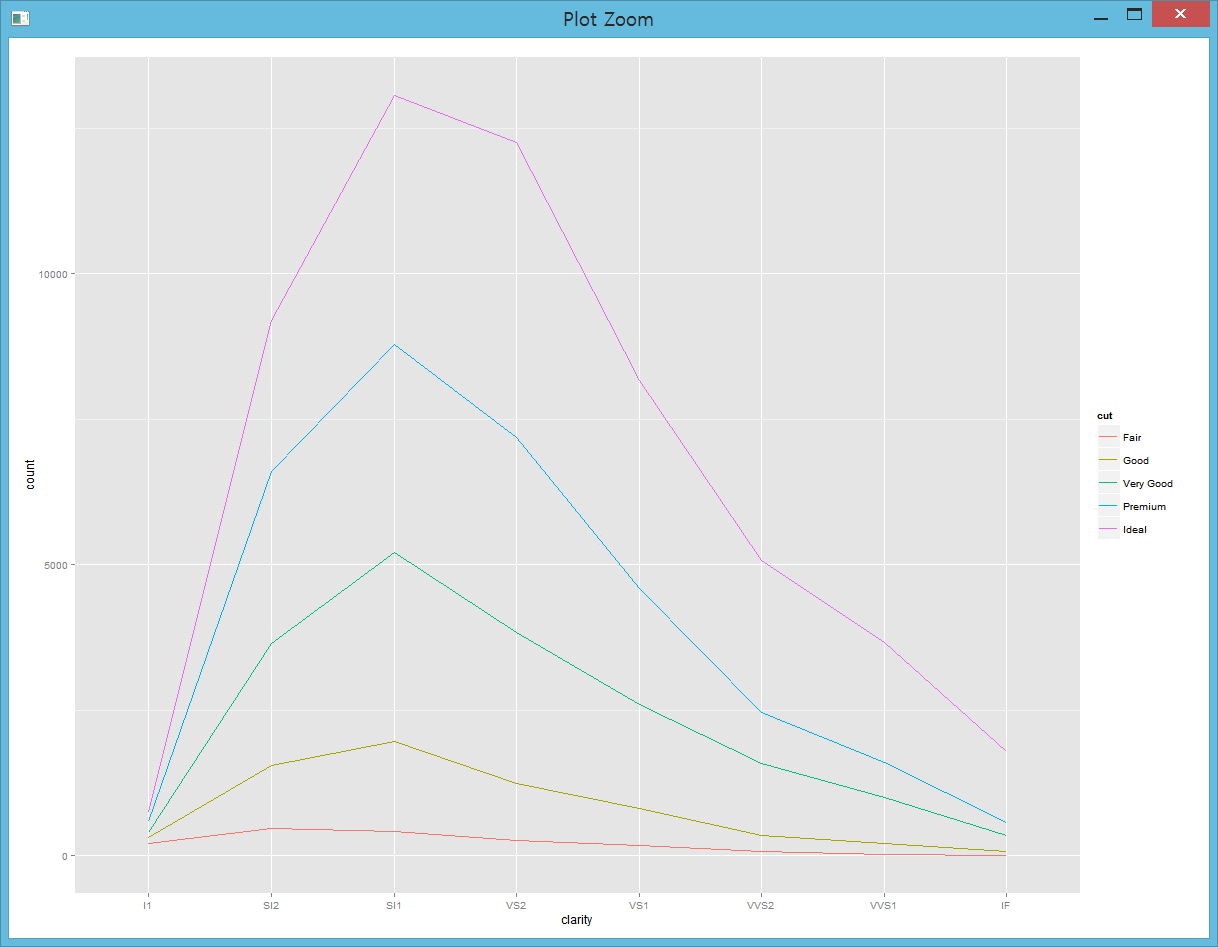 Plot Zoom
10000
5000
0
count
I1 SI2 SI1 VS2 VS1 VVS2 VVS1 IF
clarity
cut
Fair
Good
Very Good
Premium
Ideal